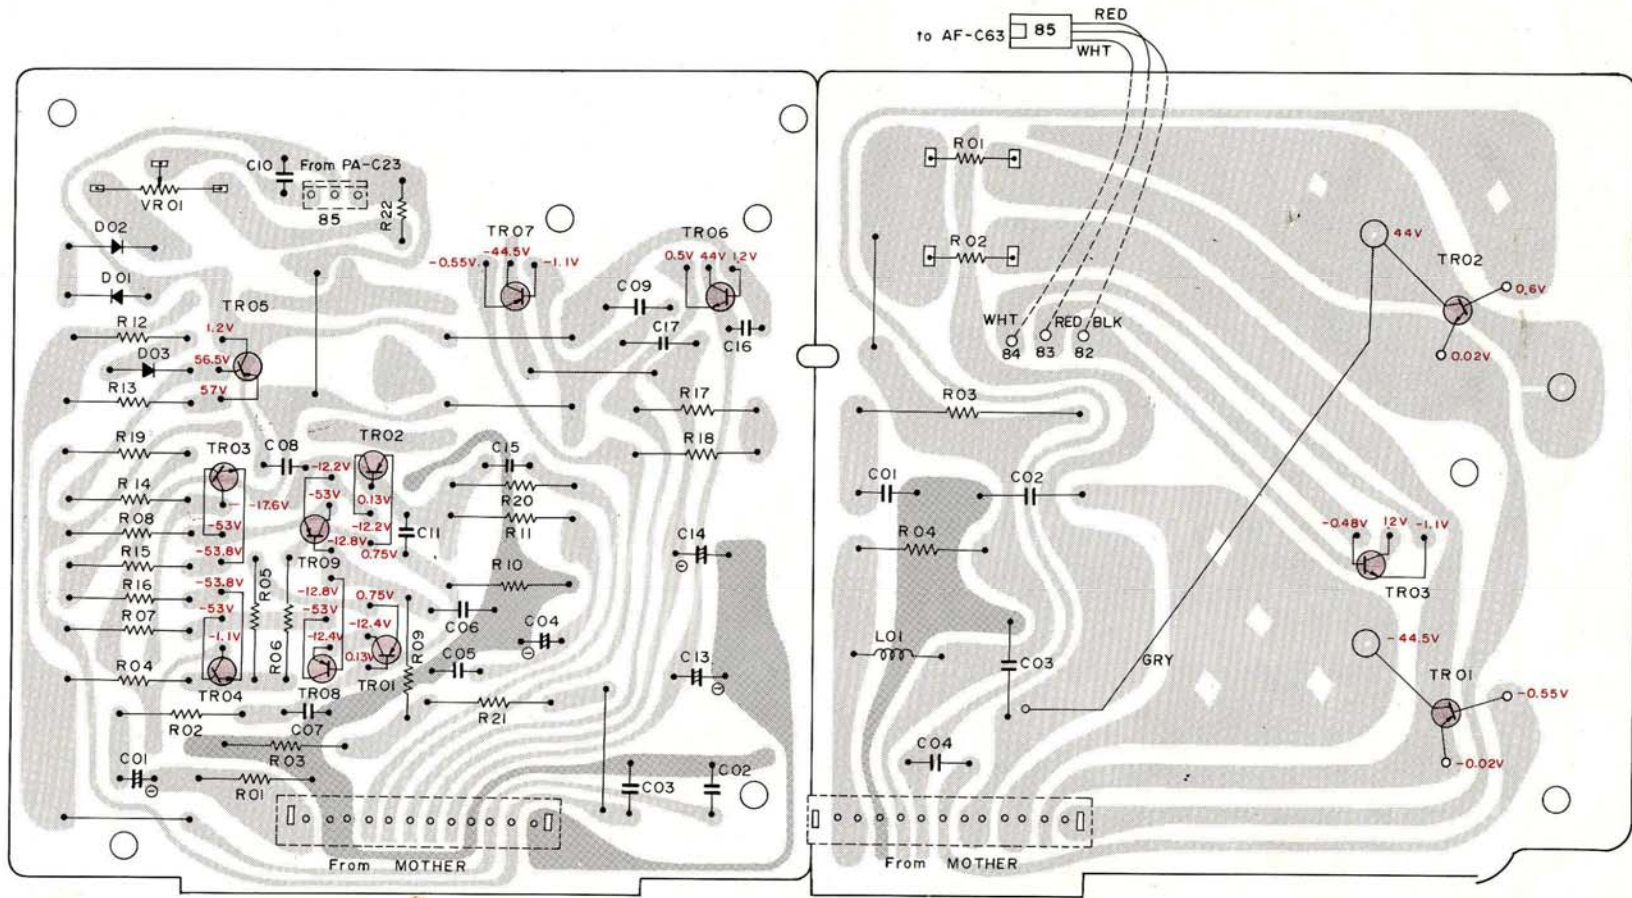 RED
to AF-C63 85
WHT
C10 From PA-C23
VR01
85
R22
D02
D01
TR07
-44.5V
-0.55V -1.1V
TR06
0.5V 44V 1.2V
TR05
R12
1.2V
C09
C17
C16
D03
56.5V
R13
57V
R17
R19
TR03
C08
TR02
-12.2V
C15
R18
R14
-17.6V
-53V
0.13V
R20
R08
-53V
-12.2V
C11
R11
-12.8V
R15
-53.8V
TR09
0.75V
C14
⊖
R16
-53.8V
R05
-12.8V
0.75V
R10
R07
-53V
-53V
-12.4V
C06
C04
⊖
-1.1V
R06
-12.4V
0.13V
R09
C05
R04
TR04
TR08
TR01
C13
⊖
R02
C07
R21
R03
C01
⊖
R01
C03
C02
From MOTHER
R01
R02
44V
TR02
0.6V
WHT RED BLK
84 83 82
0.02V
R03
C01
C02
R04
-0.48V 12V -1.1V
TR03
L01
C03
GRY
-44.5V
TR01
-0.55V
C04
-0.02V
From MOTHER